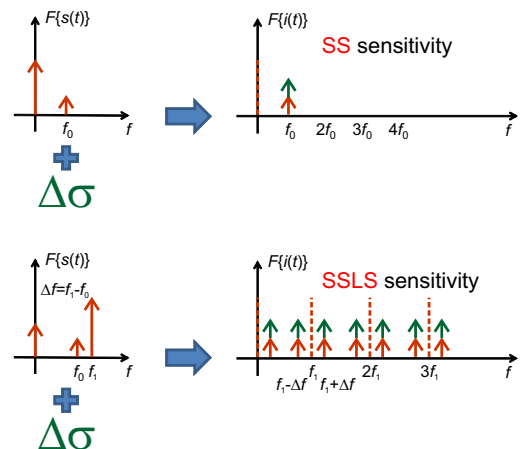 F{s(t)}
f₀
f
Δσ
F{i(t)}
SS sensitivity
f₀ 2f₀ 3f₀ 4f₀
f
F{s(t)}
Δf=f₁-f₀
f₀ f₁
f
Δσ
F{i(t)}
SSLS sensitivity
f₁ 2f₁ 3f₁
f₁-Δf f₁+Δf
f